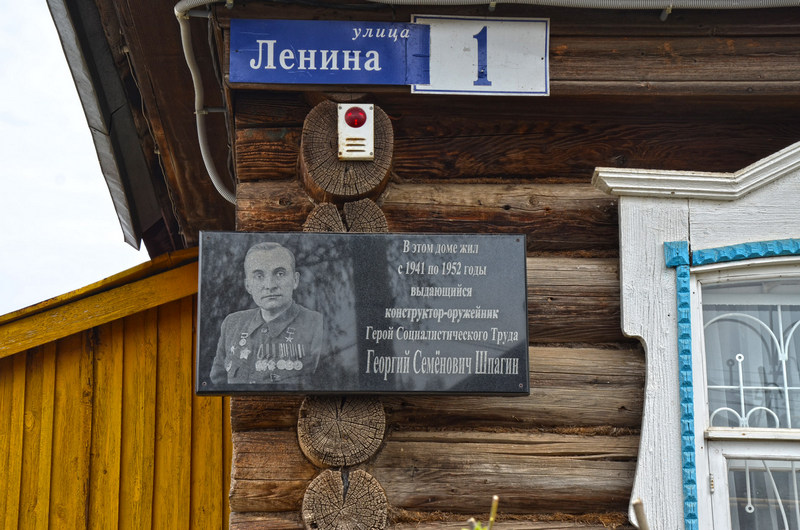 улица
Ленина
1
В этом доме жил
с 1941 по 1952 годы
выдающийся
конструктор-оружейник
Герой Социалистического Труда
Георгий Семёнович Шпагин